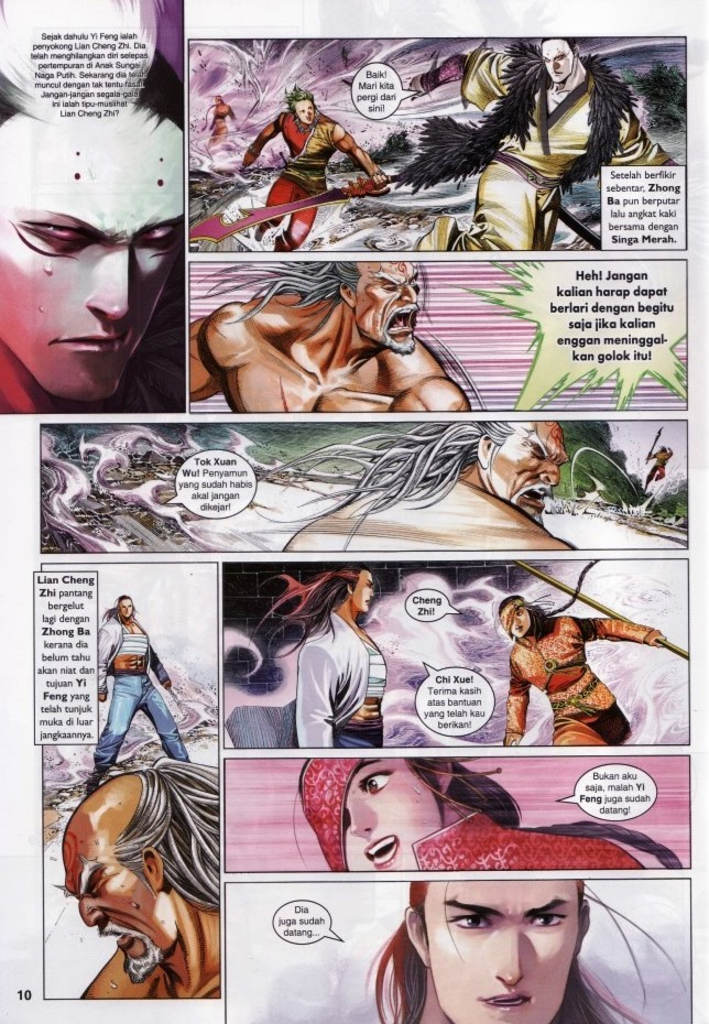 Sejak dahulu Yi Feng ialah
penyokong Lian Cheng Zhi. Dia
telah menghilangkan diri selepas
pertempuran di Anak Sungai
Naga Putih. Sekarang dia telah
muncul dengan tak tentu fasal.
Jangan-jangan segala-gala
ini ialah tipu-muslihat
Lian Cheng Zhi?
Baik!
Mari kita
pergi dari
sini!
Setelah berfikir
sebentar, Zhong
Ba pun berputar
lalu angkat kaki
bersama dengan
Singa Merah.
Heh! Jangan
kalian harap dapat
berlari dengan begitu
saja jika kalian
enggan meninggal-
kan golok itu!
Tok Xuan
Wu! Penyamun
yang sudah habis
akal jangan
dikejar!
Lian Cheng
Zhi pantang
bergelut
lagi dengan
Zhong Ba
kerana dia
belum tahu
akan niat dan
tujuan Yi
Feng yang
telah tunjuk
muka di luar
jangkaannya.
Cheng
Zhi!
Chi Xue!
Terima kasih
atas bantuan
yang telah kau
berikan!
Bukan aku
saja, malah Yi
Feng juga sudah
datang!
Dia
juga sudah
datang...
10